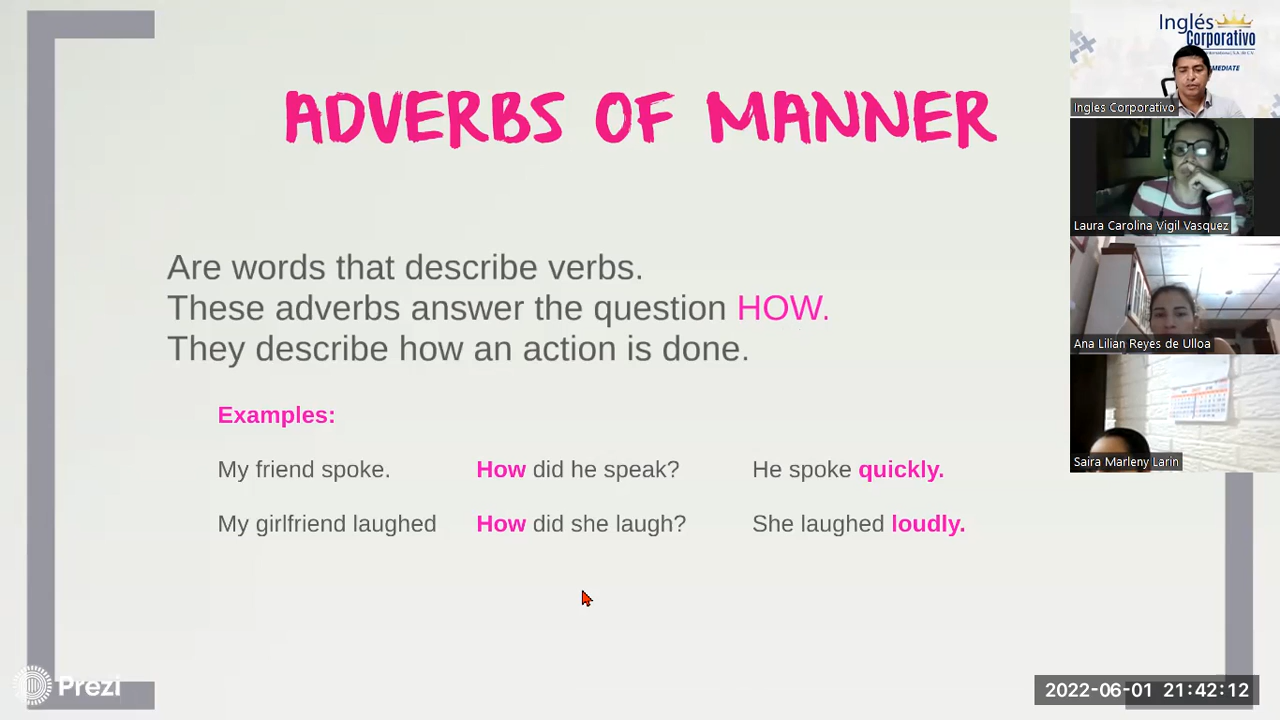 ADVERBS OF MANNER
Are words that describe verbs.
These adverbs answer the question HOW.
They describe how an action is done.
Examples:
My friend spoke. How did he speak? He spoke quickly.
My girlfriend laughed How did she laugh? She laughed loudly.
Prezi
Inglés
Corporativo
Ingles Corporativo
Laura Carolina Vigil Vasquez
Ana Lilian Reyes de Ulloa
Saira Marleny Larin
2022-06-01 21:42:12